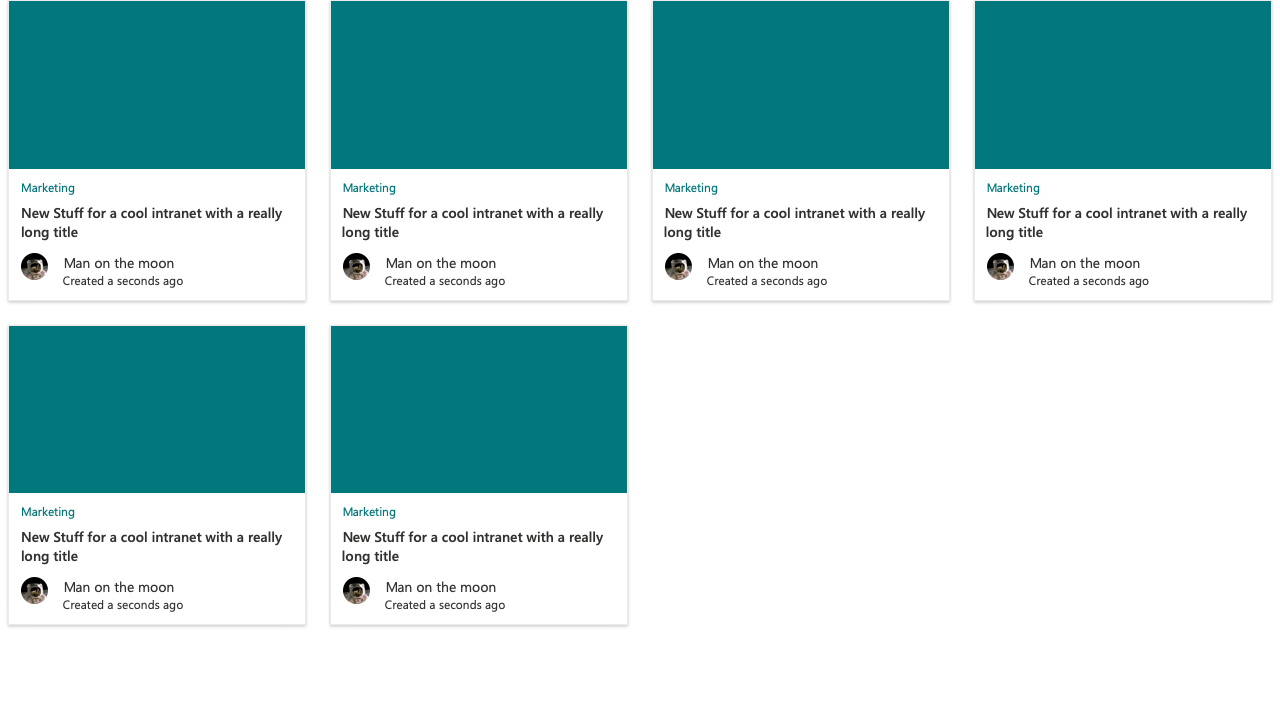 Marketing
New Stuff for a cool intranet with a really
long title
Man on the moon
Created a seconds ago
Marketing
New Stuff for a cool intranet with a really
long title
Man on the moon
Created a seconds ago
Marketing
New Stuff for a cool intranet with a really
long title
Man on the moon
Created a seconds ago
Marketing
New Stuff for a cool intranet with a really
long title
Man on the moon
Created a seconds ago
Marketing
New Stuff for a cool intranet with a really
long title
Man on the moon
Created a seconds ago
Marketing
New Stuff for a cool intranet with a really
long title
Man on the moon
Created a seconds ago